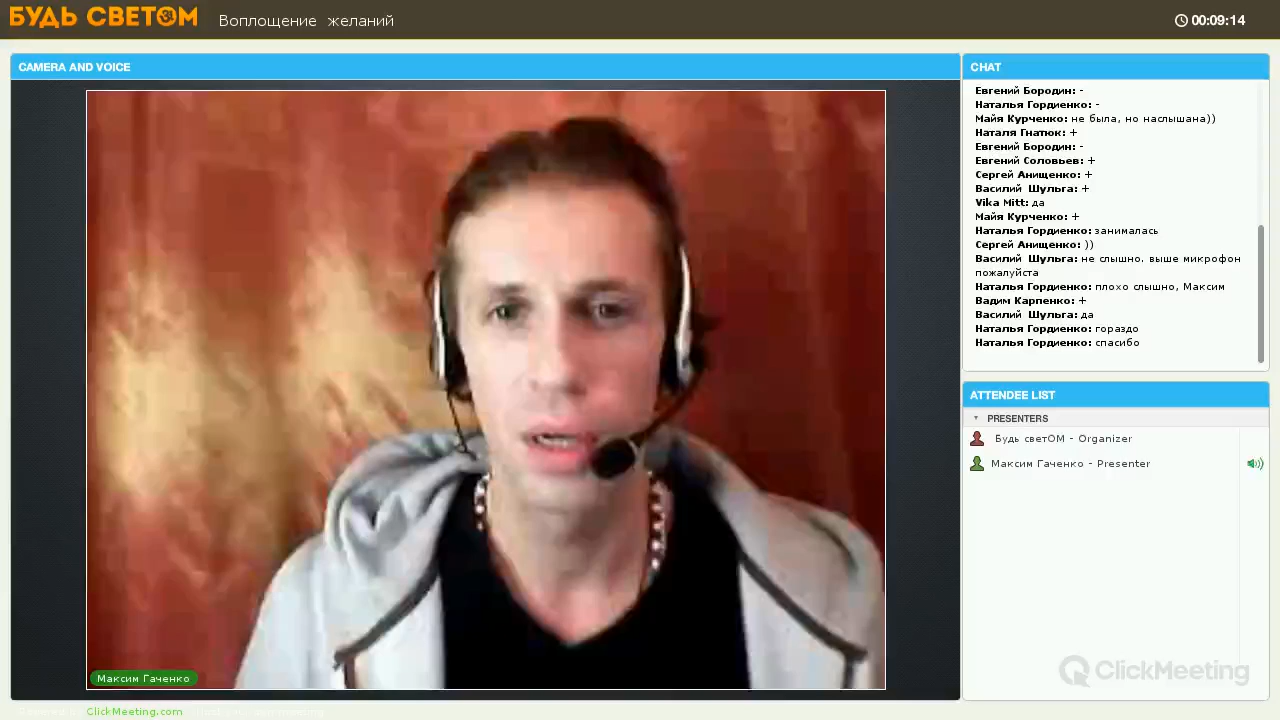 БУДЬ СВЕТОМ Воплощение желаний 00:09:14
CAMERA AND VOICE
Максим Гаченко
CHAT
Евгений Бородин: -
Наталья Гордиенко: -
Майя Курченко: не была, но наслышана))
Наталя Гнатюк: +
Евгений Бородин: -
Евгений Соловьев: +
Сергей Анищенко: +
Василий Шульга: +
Vika Mitt: да
Майя Курченко: +
Наталья Гордиенко: занималась
Сергей Анищенко: ))
Василий Шульга: не слышно. выше микрофон
пожалуйста
Наталья Гордиенко: плохо слышно, Максим
Вадим Карпенко: +
Василий Шульга: да
Наталья Гордиенко: гораздо
Наталья Гордиенко: спасибо
ATTENDEE LIST
PRESENTERS
Будь светОМ - Organizer
Максим Гаченко - Presenter
ClickMeeting
Powered by ClickMeeting.com